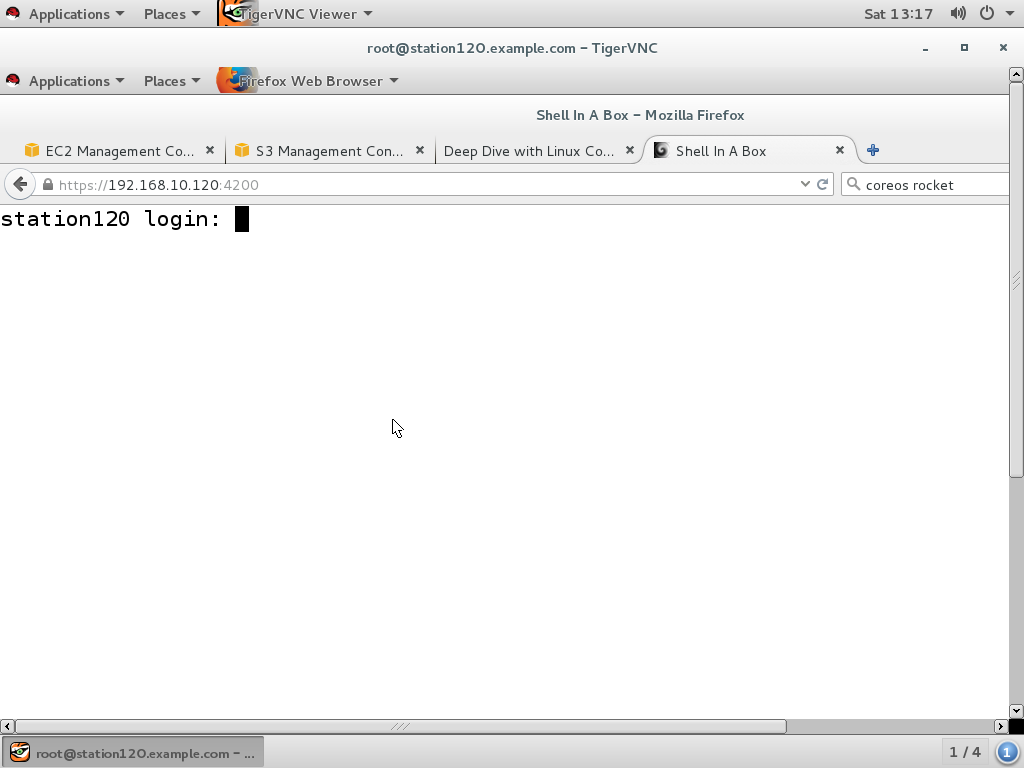 Applications Places TigerVNC Viewer Sat 13:17
root@station120.example.com – TigerVNC
Applications Places Firefox Web Browser
Shell In A Box – Mozilla Firefox
EC2 Management Co... S3 Management Con... Deep Dive with Linux Co... Shell In A Box
https://192.168.10.120:4200 coreos rocket
station120 login:
root@station120.example.com – ... 1 / 4 1